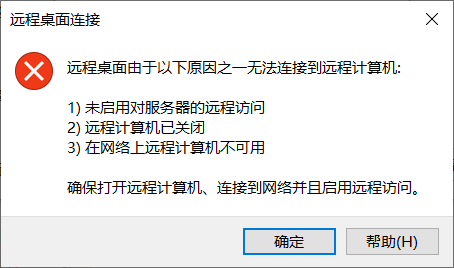 远程桌面连接
远程桌面由于以下原因之一无法连接到远程计算机:
1) 未启用对服务器的远程访问
2) 远程计算机已关闭
3) 在网络上远程计算机不可用
确保打开远程计算机、连接到网络并且启用远程访问。
确定
帮助(H)